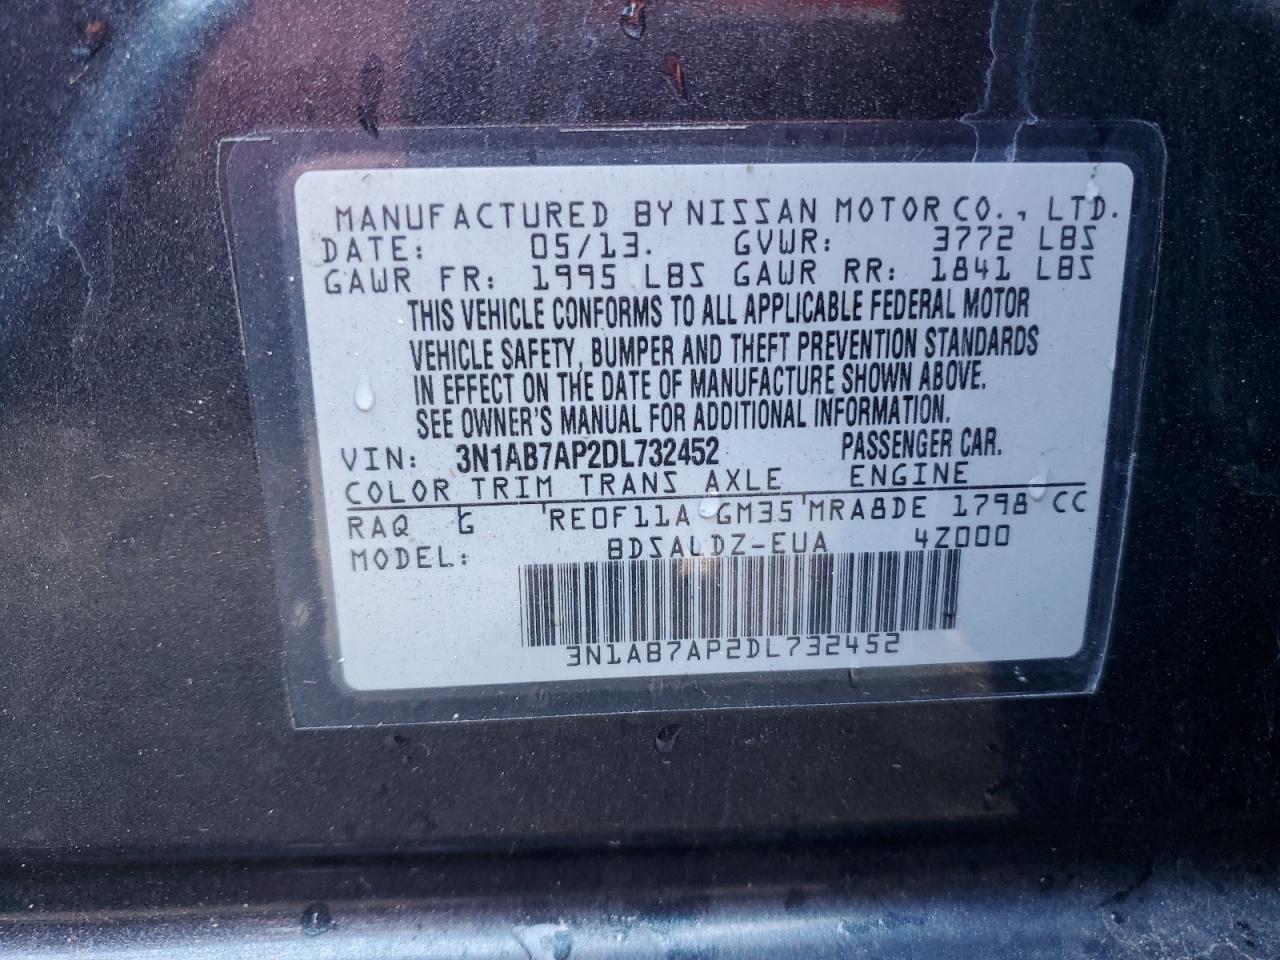 MANUFACTURED BY NISSAN MOTOR CO., LTD.
DATE: 05/13. GVWR: 3772 LBS
GAWR FR: 1995 LBS GAWR RR: 1841 LBS
THIS VEHICLE CONFORMS TO ALL APPLICABLE FEDERAL MOTOR
VEHICLE SAFETY, BUMPER AND THEFT PREVENTION STANDARDS
IN EFFECT ON THE DATE OF MANUFACTURE SHOWN ABOVE.
SEE OWNER'S MANUAL FOR ADDITIONAL INFORMATION.
VIN: 3N1AB7AP2DL732452 PASSENGER CAR.
COLOR TRIM TRANS AXLE ENGINE
RAQ G RE0F11A GM35 MRA8DE 1798 CC
MODEL: BDSALDZ-EUA 4Z000
3N1AB7AP2DL732452